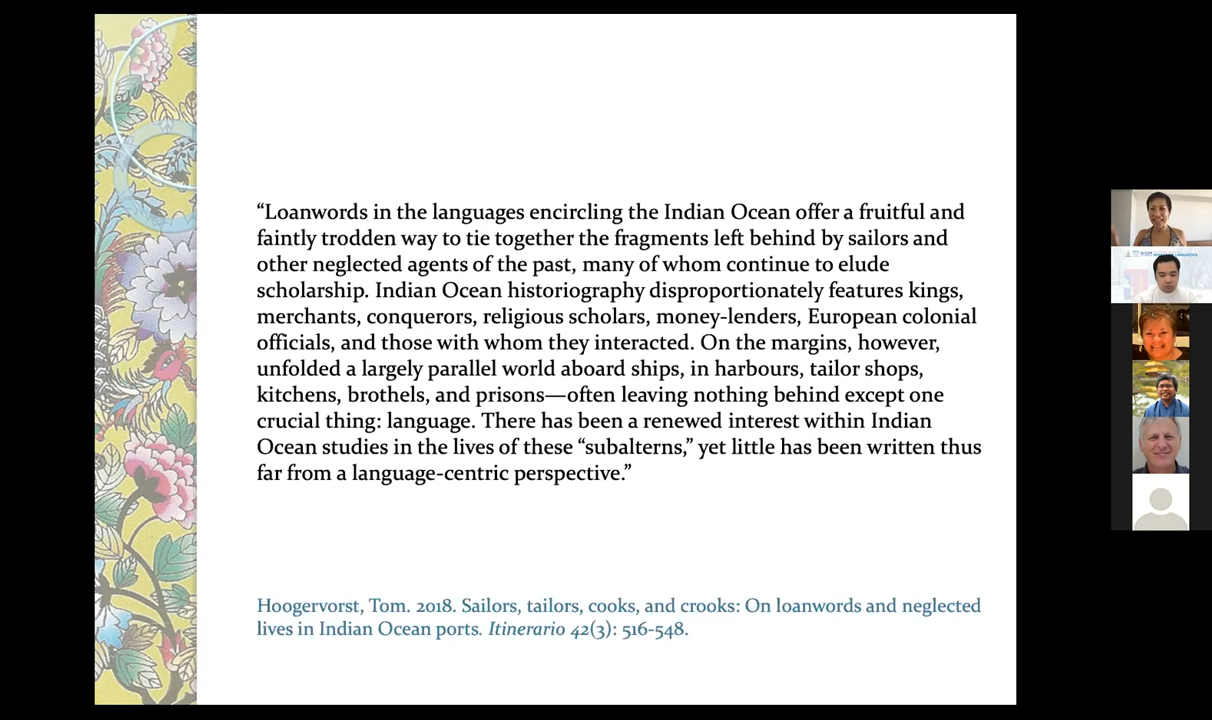 “Loanwords in the languages encircling the Indian Ocean offer a fruitful and
faintly trodden way to tie together the fragments left behind by sailors and
other neglected agents of the past, many of whom continue to elude
scholarship. Indian Ocean historiography disproportionately features kings,
merchants, conquerors, religious scholars, money-lenders, European colonial
officials, and those with whom they interacted. On the margins, however,
unfolded a largely parallel world aboard ships, in harbours, tailor shops,
kitchens, brothels, and prisons—often leaving nothing behind except one
crucial thing: language. There has been a renewed interest within Indian
Ocean studies in the lives of these “subalterns,” yet little has been written thus
far from a language-centric perspective.”
Hoogervorst, Tom. 2018. Sailors, tailors, cooks, and crooks: On loanwords and neglected
lives in Indian Ocean ports. Itinerario 42(3): 516-548.